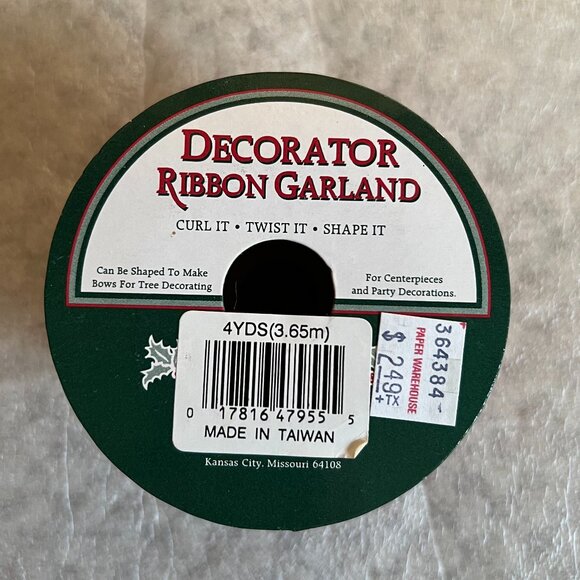 DECORATOR
RIBBON GARLAND
CURL IT • TWIST IT • SHAPE IT
Can Be Shaped To Make
Bows For Tree Decorating
For Centerpieces
and Party Decorations.
4YDS(3.65m)
0 17816 47955 5
MADE IN TAIWAN
364384-
PAPER WAREHOUSE
$ 249 +TX
Kansas City, Missouri 64108